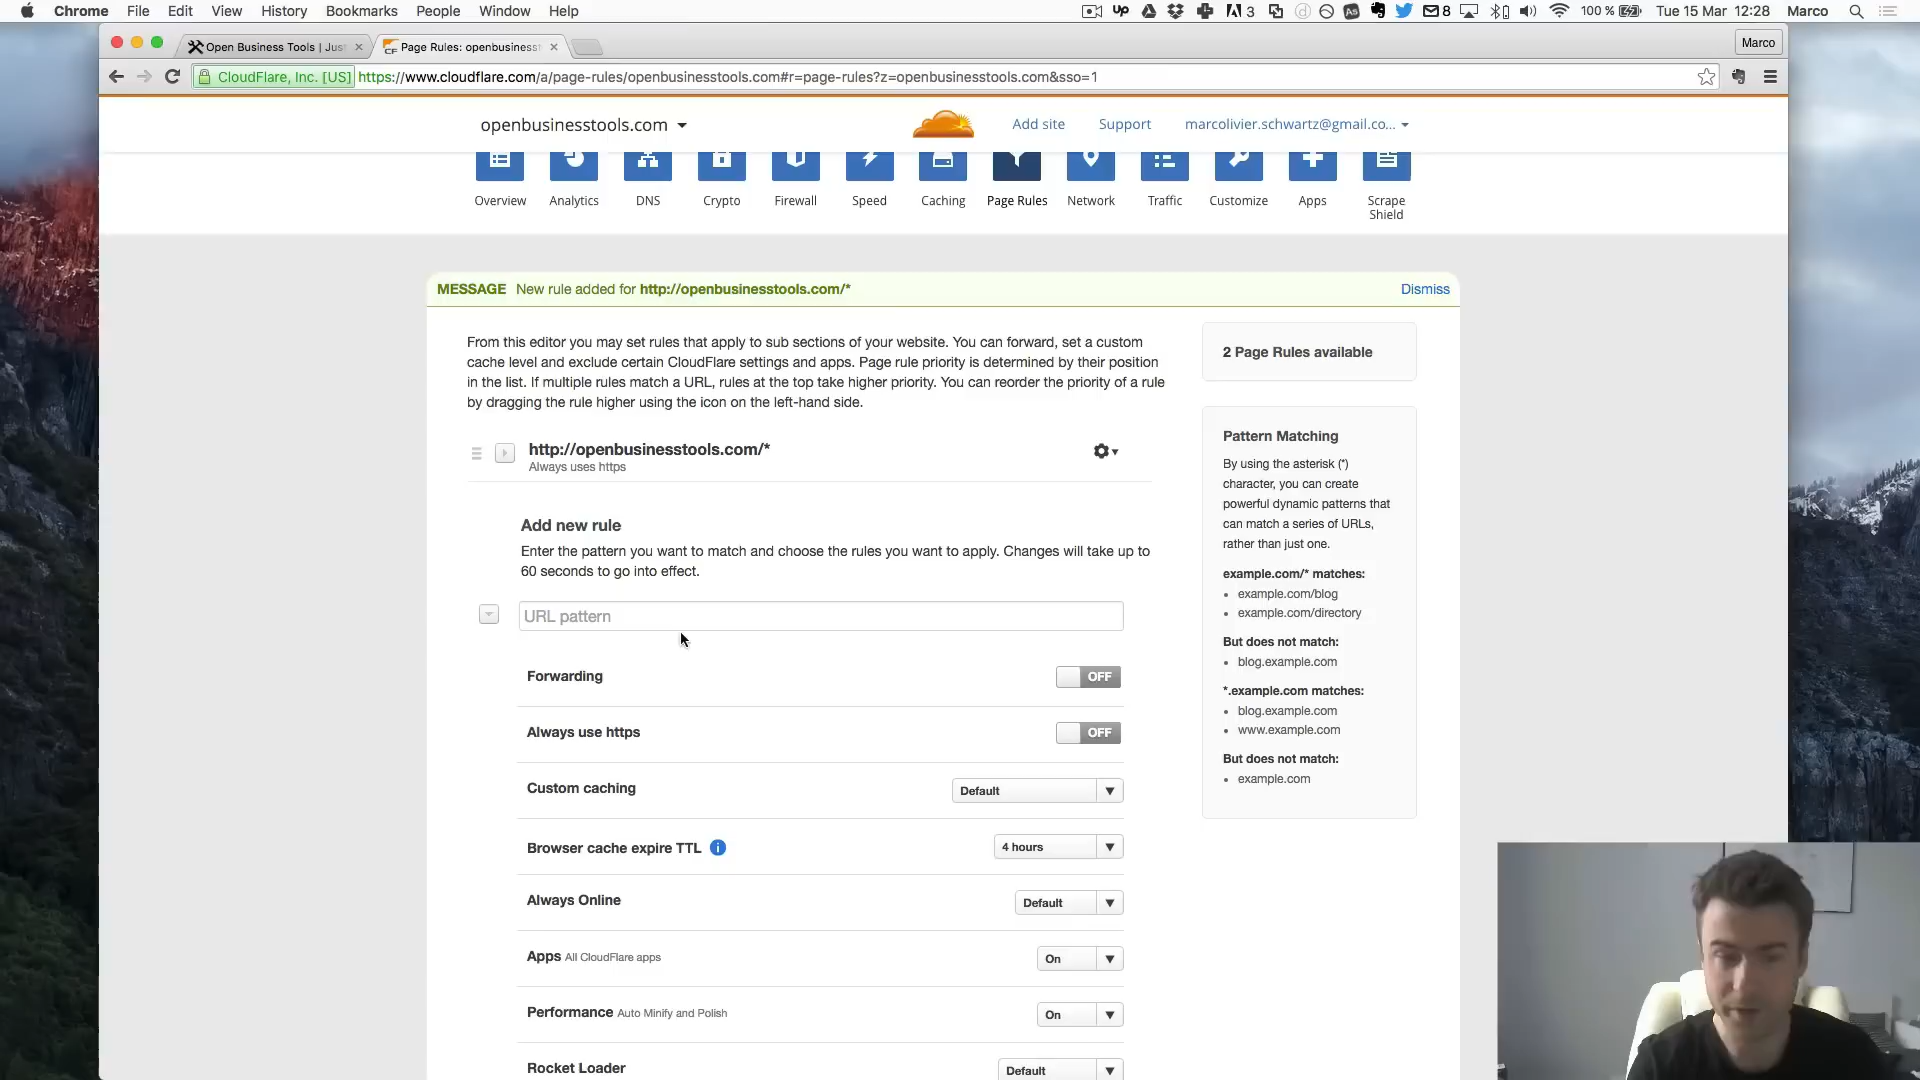 Chrome File Edit View History Bookmarks People Window Help
3 8 100 % Tue 15 Mar 12:28 Marco
Open Business Tools | Jus
Page Rules: openbusiness
Marco
CloudFlare, Inc. [US] https://www.cloudflare.com/a/page-rules/openbusinesstools.com#r=page-rules?z=openbusinesstools.com&sso=1
openbusinesstools.com
Add site
Support
marcolivier.schwartz@gmail.co...
Overview
Analytics
DNS
Crypto
Firewall
Speed
Caching
Page Rules
Network
Traffic
Customize
Apps
Scrape
Shield
MESSAGE New rule added for http://openbusinesstools.com/*
Dismiss
From this editor you may set rules that apply to sub sections of your website. You can forward, set a custom
cache level and exclude certain CloudFlare settings and apps. Page rule priority is determined by their position
in the list. If multiple rules match a URL, rules at the top take higher priority. You can reorder the priority of a rule
by dragging the rule higher using the icon on the left-hand side.
http://openbusinesstools.com/*
Always uses https
Add new rule
Enter the pattern you want to match and choose the rules you want to apply. Changes will take up to
60 seconds to go into effect.
URL pattern
Forwarding
OFF
Always use https
OFF
Custom caching
Default
Browser cache expire TTL
4 hours
Always Online
Default
Apps All CloudFlare apps
On
Performance Auto Minify and Polish
On
Rocket Loader
Default
2 Page Rules available
Pattern Matching
By using the asterisk (*)
character, you can create
powerful dynamic patterns that
can match a series of URLs,
rather than just one.
example.com/* matches:
example.com/blog
example.com/directory
But does not match:
blog.example.com
*.example.com matches:
blog.example.com
www.example.com
But does not match:
example.com